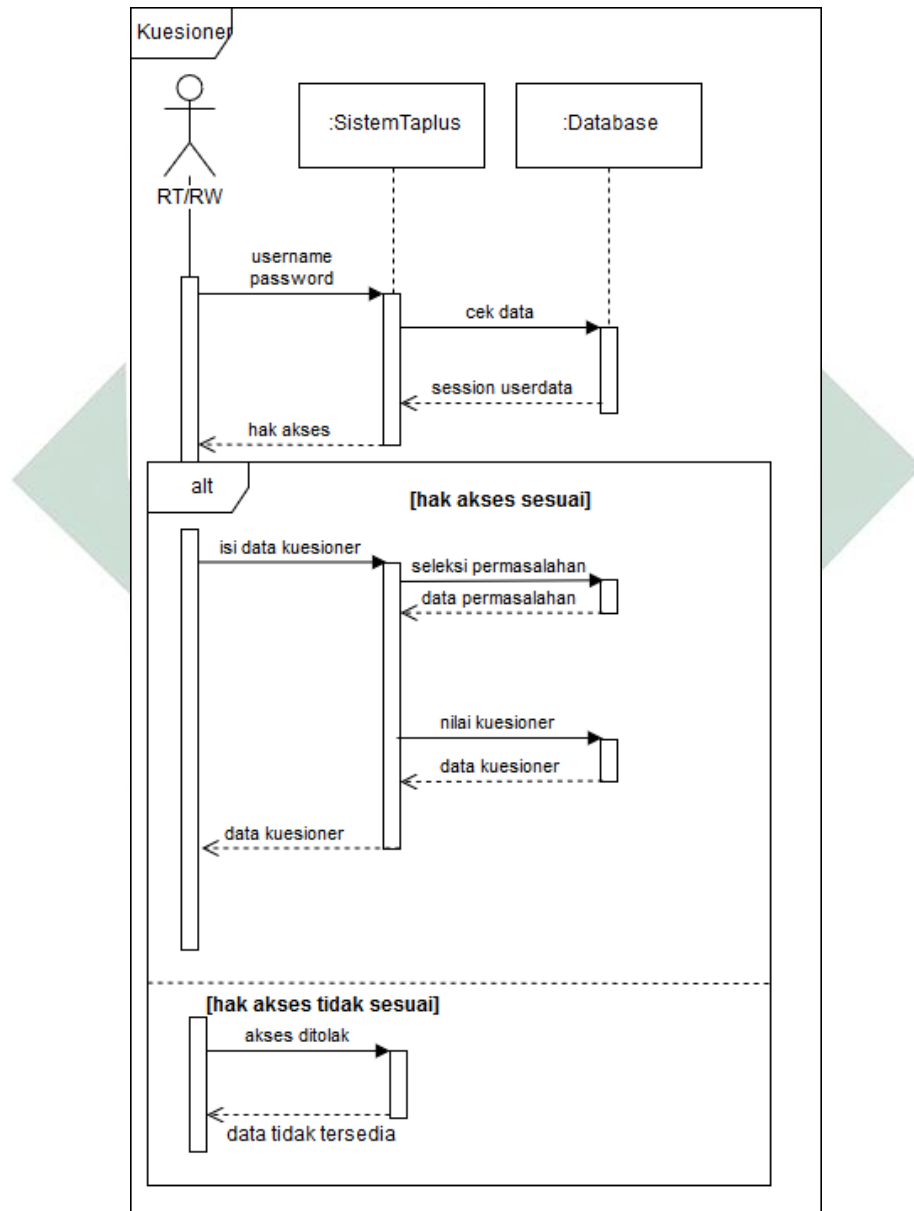 Kuesioner
:SistemTaplus
:Database
RT/RW
username
password
cek data
session userdata
hak akses
alt
[hak akses sesuai]
isi data kuesioner
seleksi permasalahan
data permasalahan
nilai kuesioner
data kuesioner
data kuesioner
[hak akses tidak sesuai]
akses ditolak
data tidak tersedia